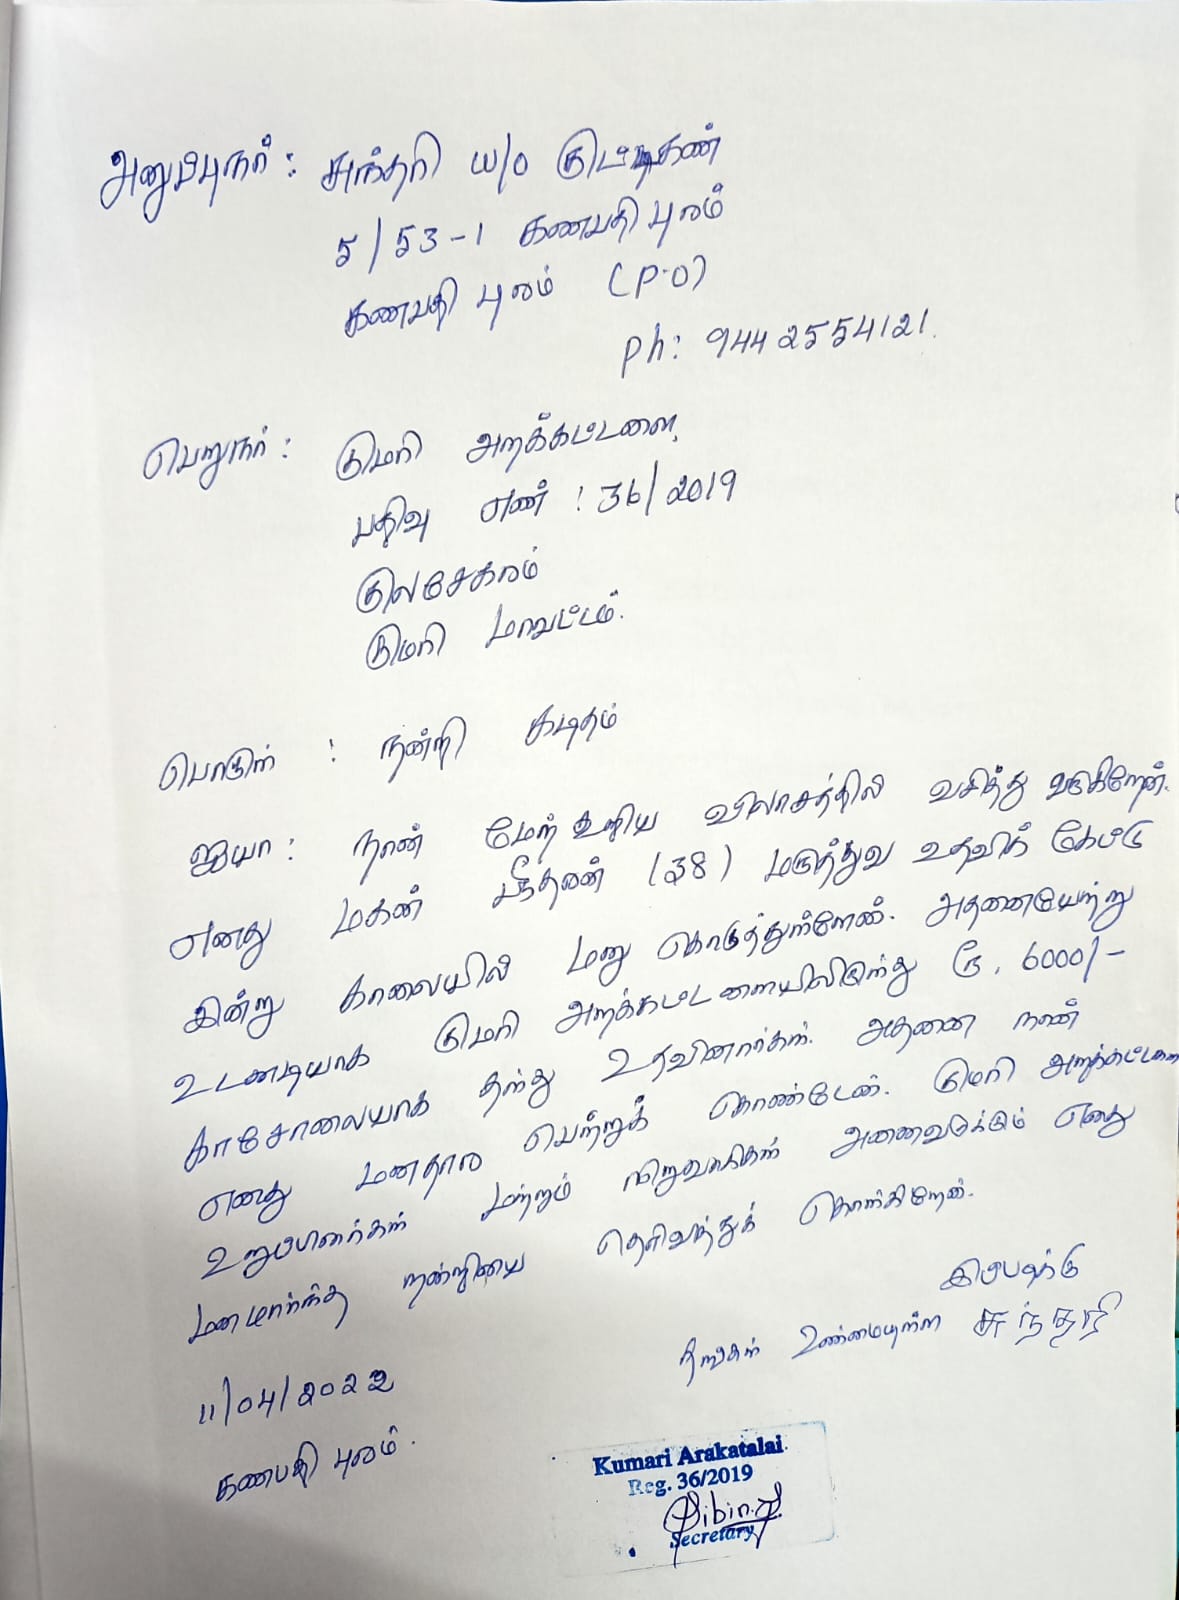 அனுப்புநர் : சுந்தரி W/O குட்டிகண்
5/53-1 கணபதிபுரம்
கணபதிபுரம் (P.O)
Ph: 9442554121.
பெறுநர் : குமரி அறக்கட்டளை,
பதிவு எண் : 36/2019
குலசேகரம்
குமரி மாவட்டம்.
பொருள் : நன்றி கடிதம்
ஐயா : நான் மேற்கூறிய விலாசத்தில் வசித்து வருகிறேன்.
எனது மகன் (38) மருத்துவ உதவிக் கேட்டு
இன்று காலையில் மனு கொடுத்துள்ளேன். அதனையேற்று
உடனடியாக குமரி அறக்கட்டளையிலிருந்து ரூ. 6000/-
காசோலையாக தந்து உதவினார்கள். அதனை நான்
எனது மனதார பெற்றுக் கொண்டேன். குமரி அறக்கட்டளை
உறுப்பினர்கள் மற்றும் நிறுவாகிகள் அனைவருக்கும் எனது
மனமார்ந்த நன்றியை தெரிவித்துக் கொள்கிறேன்.
இப்படிக்கு
தங்கள் உண்மையுள்ள சுந்தரி
11/04/2022
கணபதிபுரம்.
Kumari Arakatalai
Reg. 36/2019
Sibin.
Secretary